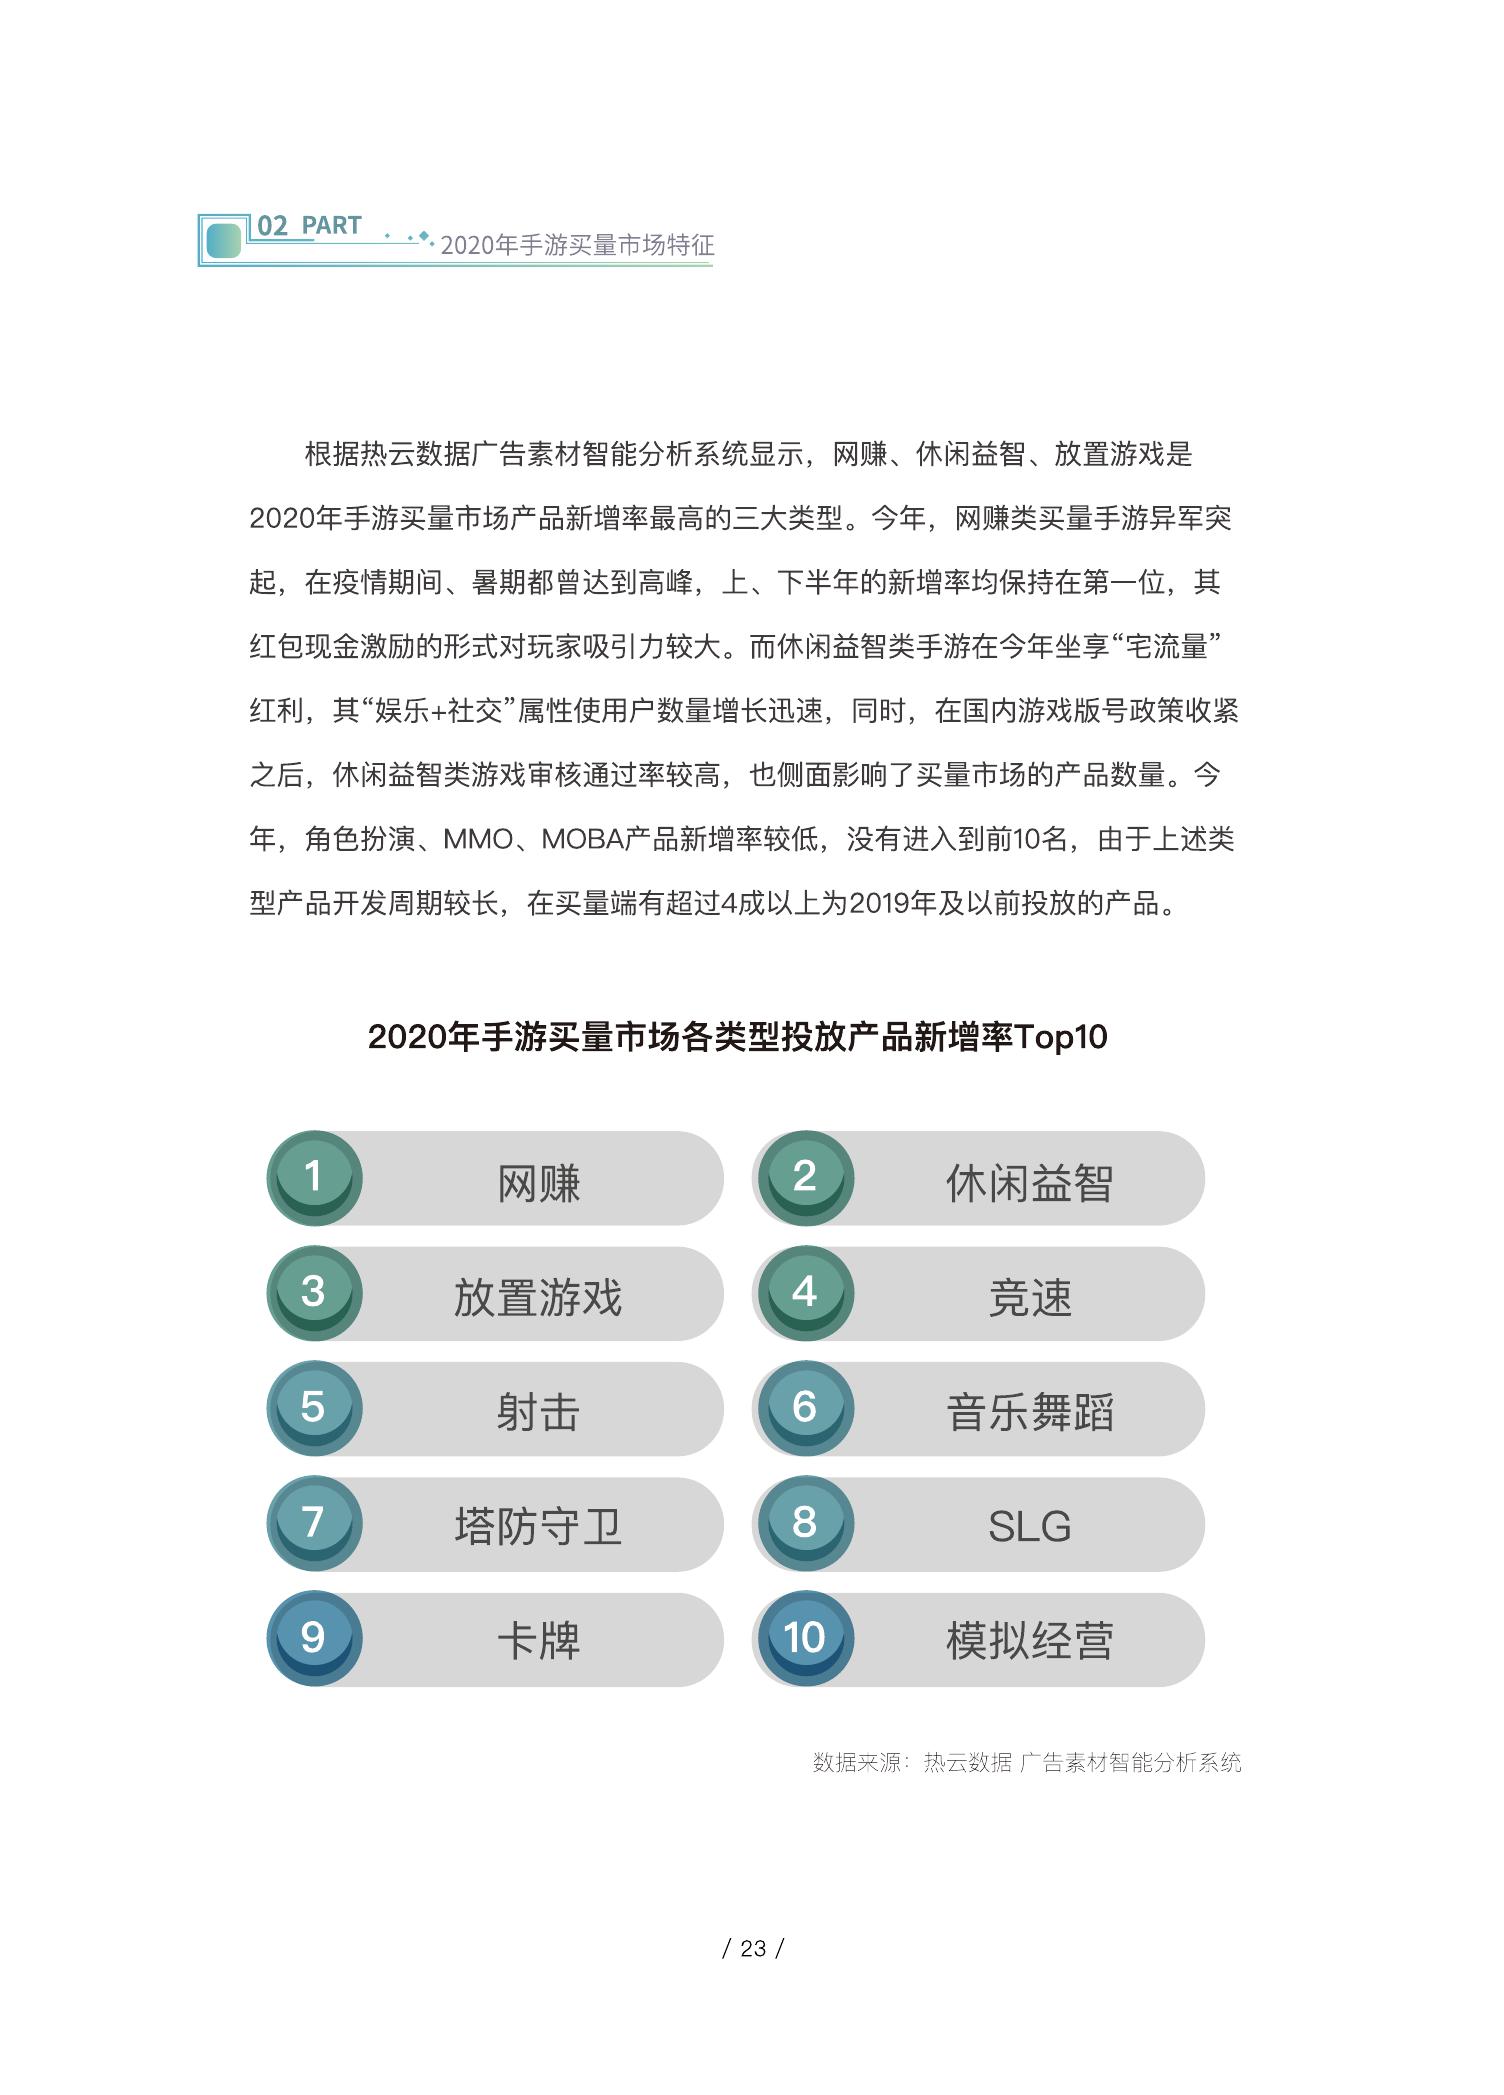 02 PART
2020年手游买量市场特征
根据热云数据广告素材智能分析系统显示，网赚、休闲益智、放置游戏是
2020年手游买量市场产品新增率最高的三大类型。今年，网赚类买量手游异军突
起，在疫情期间、暑期都曾达到高峰，上、下半年的新增率均保持在第一位，其
红包现金激励的形式对玩家吸引力较大。而休闲益智类手游在今年坐享“宅流量”
红利，其“娱乐+社交”属性使用户数量增长迅速，同时，在国内游戏版号政策收紧
之后，休闲益智类游戏审核通过率较高，也侧面影响了买量市场的产品数量。今
年，角色扮演、MMO、MOBA产品新增率较低，没有进入到前10名，由于上述类
型产品开发周期较长，在买量端有超过4成以上为2019年及以前投放的产品。
2020年手游买量市场各类型投放产品新增率Top10
1 网赚
2 休闲益智
3 放置游戏
4 竞速
5 射击
6 音乐舞蹈
7 塔防守卫
8 SLG
9 卡牌
10 模拟经营
数据来源：热云数据 广告素材智能分析系统
/ 23 /